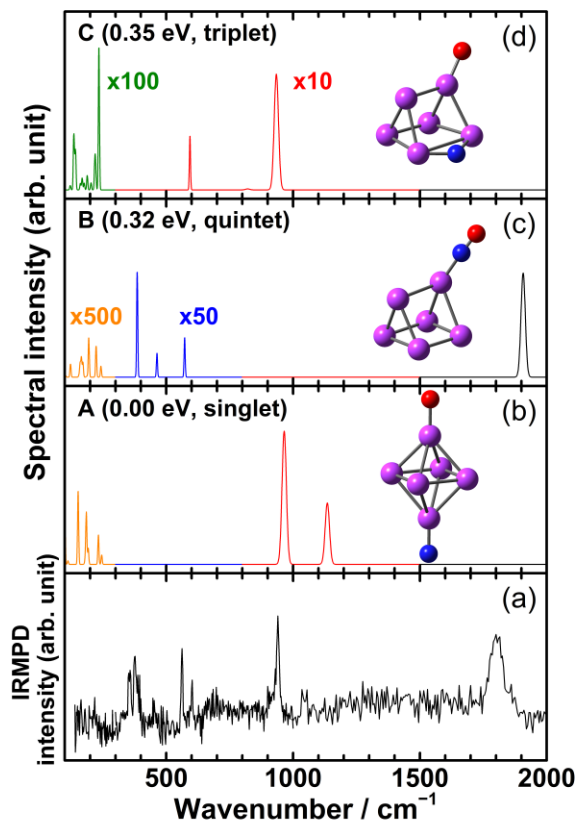 C (0.35 eV, triplet)
(d)
x100
x10
B (0.32 eV, quintet)
(c)
x500
x50
A (0.00 eV, singlet)
(b)
(a)
Spectral intensity (arb. unit)
IRMPD
intensity (arb. unit)
500
1000
1500
2000
Wavenumber / cm⁻¹